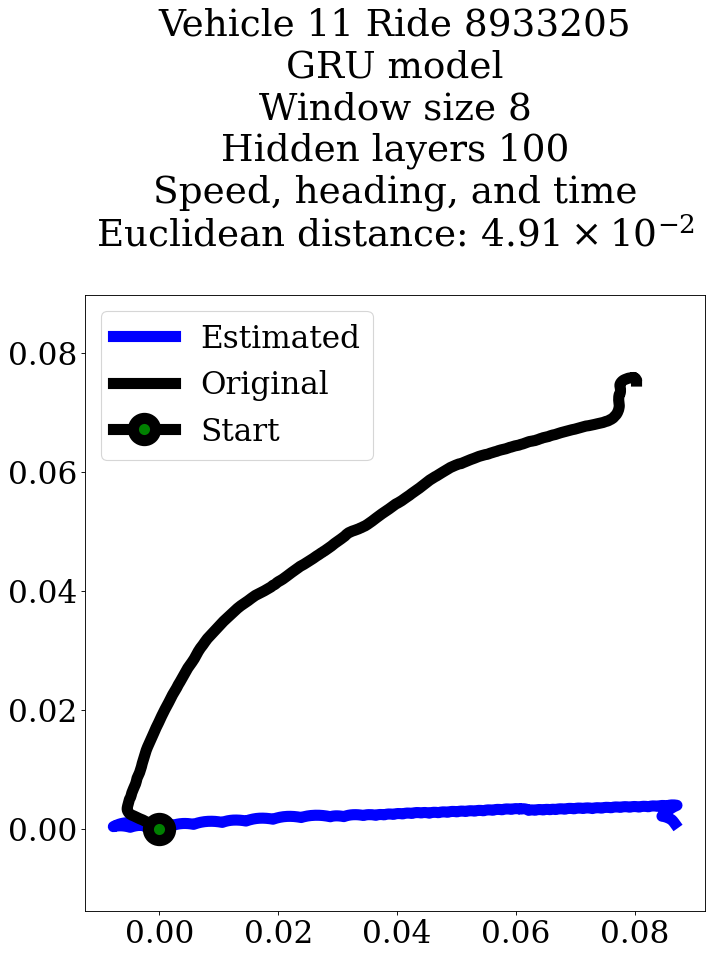 Vehicle 11 Ride 8933205
GRU model
Window size 8
Hidden layers 100
Speed, heading, and time
Euclidean distance: 4.91 × 10⁻²
Estimated
Original
Start
0.08
0.06
0.04
0.02
0.00
0.00 0.02 0.04 0.06 0.08